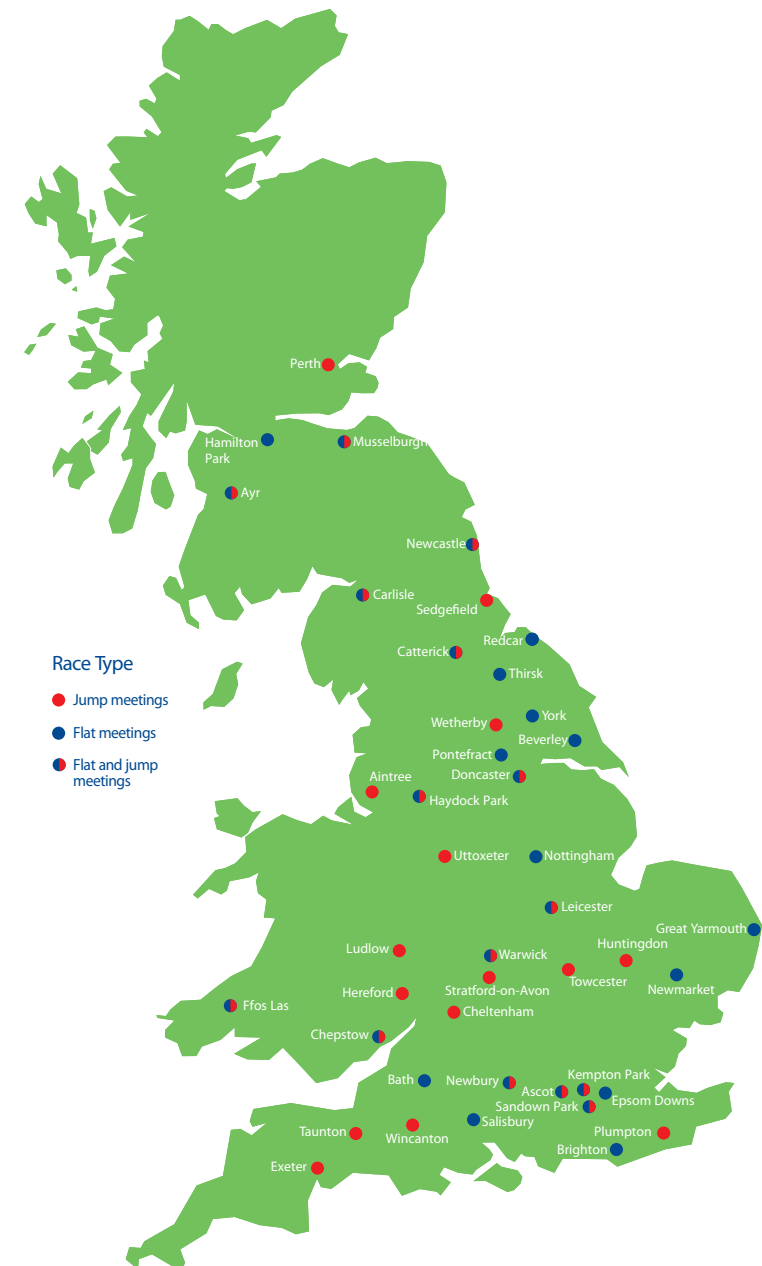 Perth
Hamilton
Park
Musselburgh
Ayr
Newcastle
Carlisle
Sedgefield
Redcar
Catterick
Thirsk
Race Type
Jump meetings
Flat meetings
Flat and jump
meetings
York
Wetherby
Beverley
Pontefract
Doncaster
Aintree
Haydock Park
Uttoxeter
Nottingham
Leicester
Great Yarmouth
Huntingdon
Ludlow
Warwick
Towcester
Stratford-on-Avon
Newmarket
Hereford
Ffos Las
Cheltenham
Chepstow
Kempton Park
Bath
Newbury
Ascot
Epsom Downs
Sandown Park
Salisbury
Taunton
Wincanton
Plumpton
Brighton
Exeter